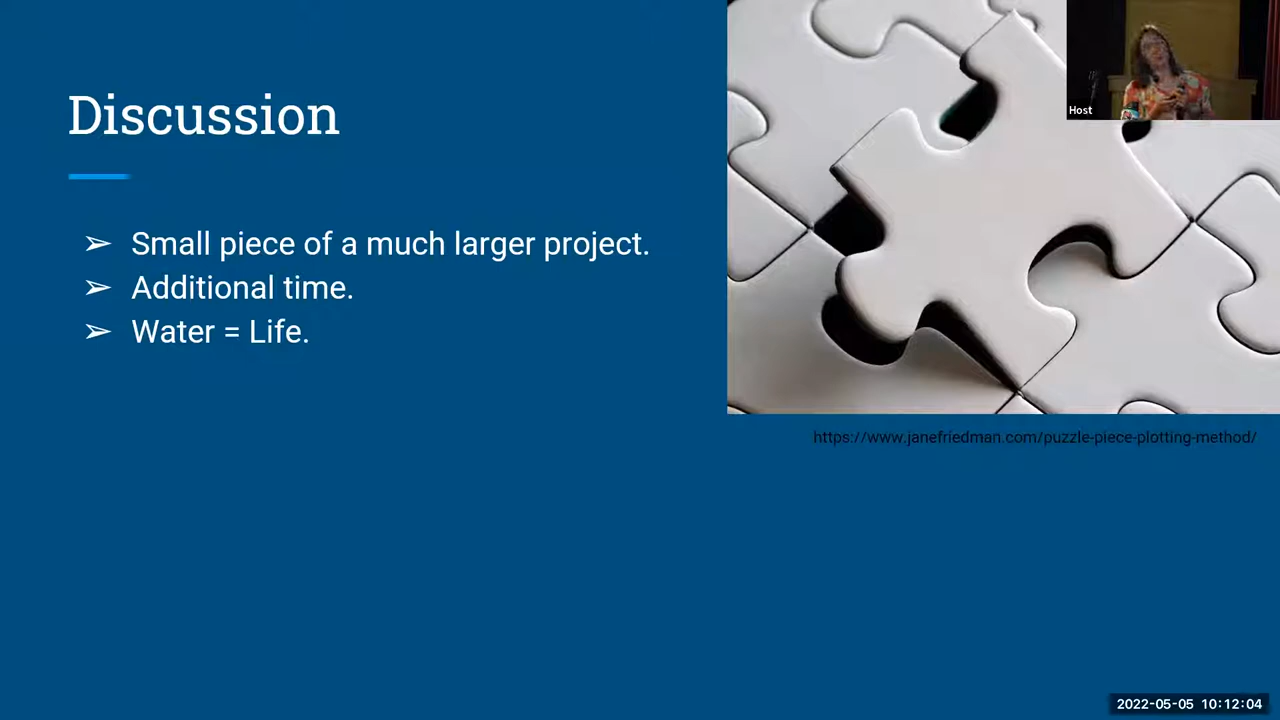 Discussion
➢ Small piece of a much larger project.
➢ Additional time.
➢ Water = Life.
Host
https://www.janefriedman.com/puzzle-piece-plotting-method/
2022-05-05 10:12:04